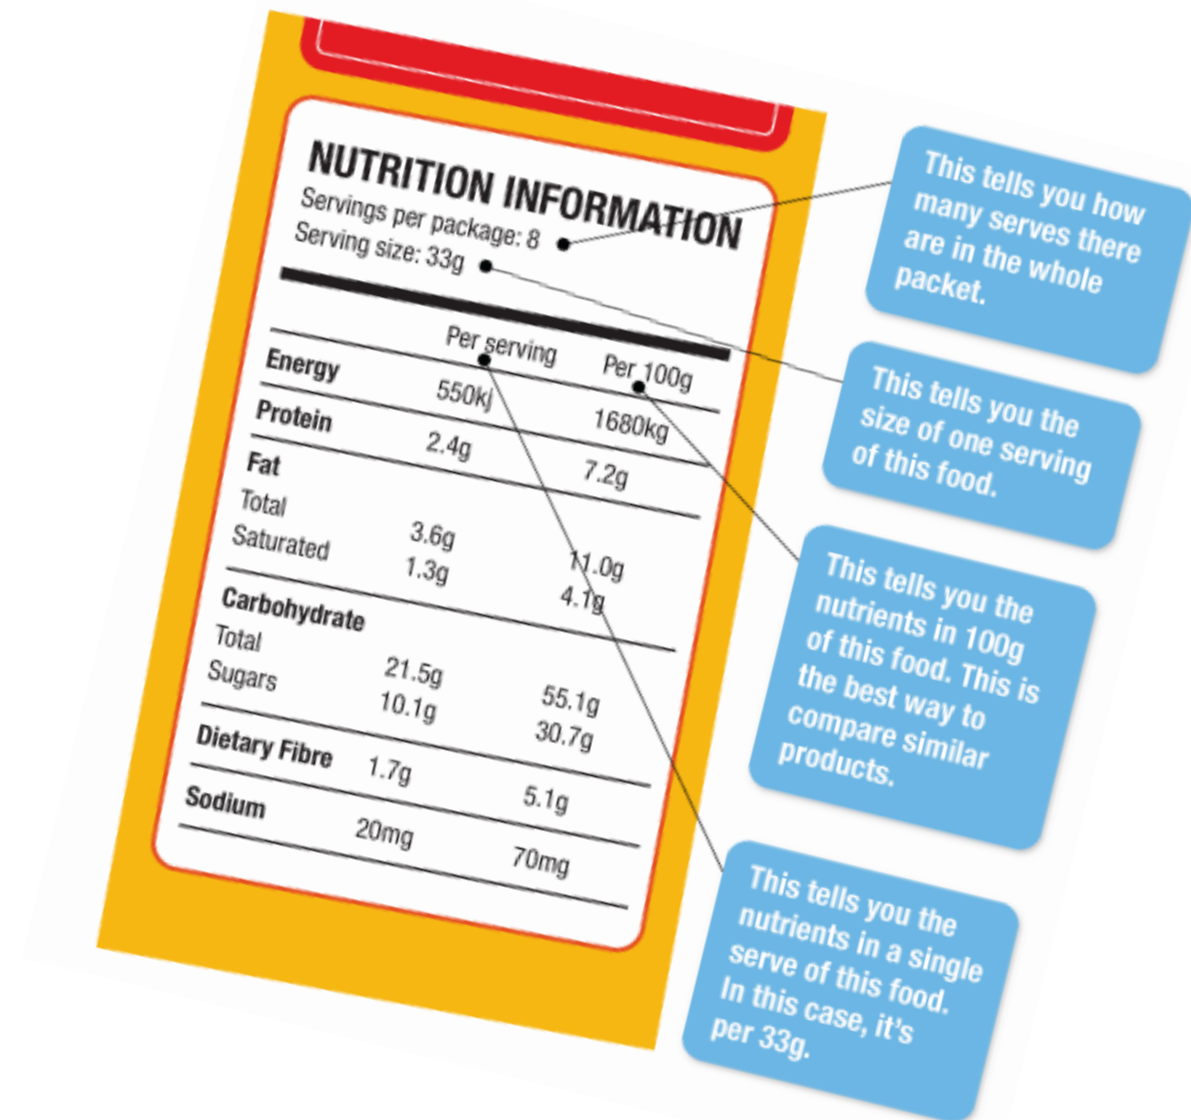 NUTRITION INFORMATION
Servings per package: 8
Serving size: 33g
Per serving Per 100g
Energy 550kj 1680kg
Protein 2.4g 7.2g
Fat
Total 3.6g 11.0g
Saturated 1.3g 4.1g
Carbohydrate
Total 21.5g 55.1g
Sugars 10.1g 30.7g
Dietary Fibre 1.7g 5.1g
Sodium 20mg 70mg
This tells you how
many serves there
are in the whole
packet.
This tells you the
size of one serving
of this food.
This tells you the
nutrients in 100g
of this food. This is
the best way to
compare similar
products.
This tells you the
nutrients in a single
serve of this food.
In this case, it's
per 33g.